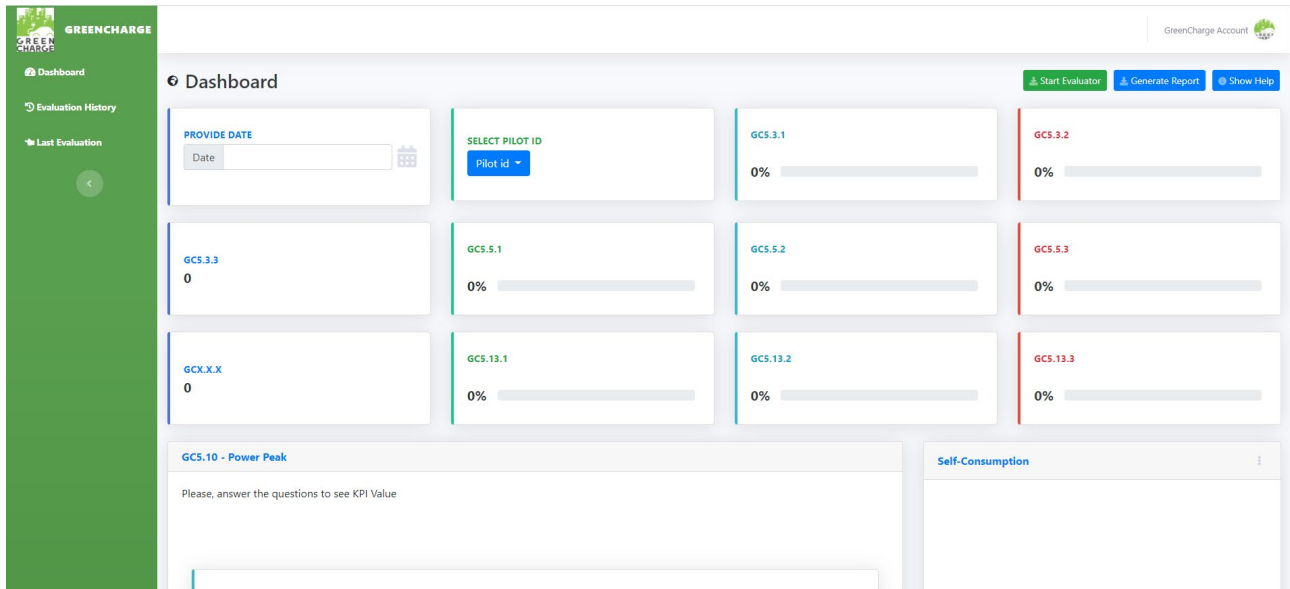 GREEN
CHARGE
GREENCHARGE
GreenCharge Account
Dashboard
Evaluation History
Last Evaluation
Dashboard
Start Evaluator
Generate Report
Show Help
PROVIDE DATE
Date
SELECT PILOT ID
Pilot id
GC5.3.1
0%
GC5.3.2
0%
GC5.3.3
0
GC5.5.1
0%
GC5.5.2
0%
GC5.5.3
0%
GCX.X.X
0
GC5.13.1
0%
GC5.13.2
0%
GC5.13.3
0%
GC5.10 - Power Peak
Please, answer the questions to see KPI Value
Self-Consumption